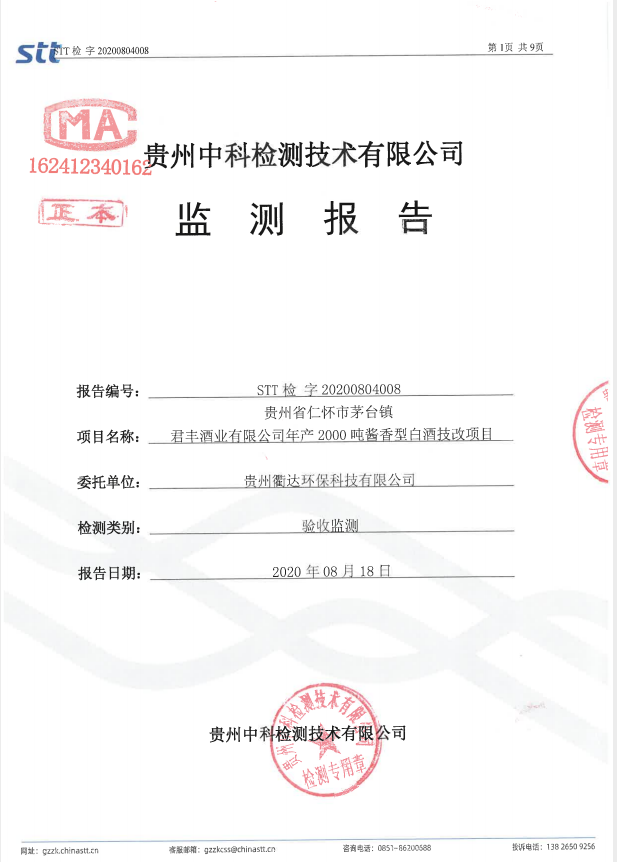 stt
STT 检 字 20200804008
第 1页 共 9页
MA
162412340162
贵州中科检测技术有限公司
正本
监测报告
报告编号: STT 检 字 20200804008
贵州省仁怀市茅台镇
项目名称: 君丰酒业有限公司年产 2000 吨酱香型白酒技改项目
委托单位: 贵州衢达环保科技有限公司
检测类别: 验收监测
报告日期: 2020 年 08 月 18 日
检测专用章
贵州中科检测技术有限公司
贵州中科检测技术有限公司
检测专用章
网址: gzzk.chinastt.cn
客服邮箱: gzzkcss@chinastt.cn
咨询电话: 0851-86200688
投诉电话: 138 2650 9256